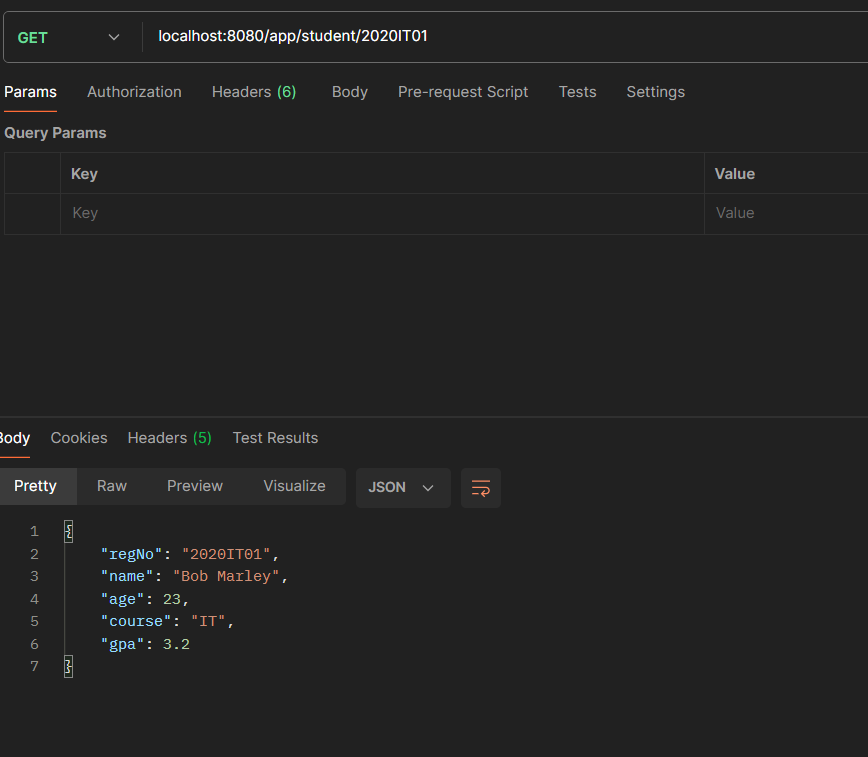 GET localhost:8080/app/student/2020IT01
Params Authorization Headers (6) Body Pre-request Script Tests Settings
Query Params
Key Value
Key Value
Body Cookies Headers (5) Test Results
Pretty Raw Preview Visualize JSON
1 {
2 "regNo": "2020IT01",
3 "name": "Bob Marley",
4 "age": 23,
5 "course": "IT",
6 "gpa": 3.2
7 }